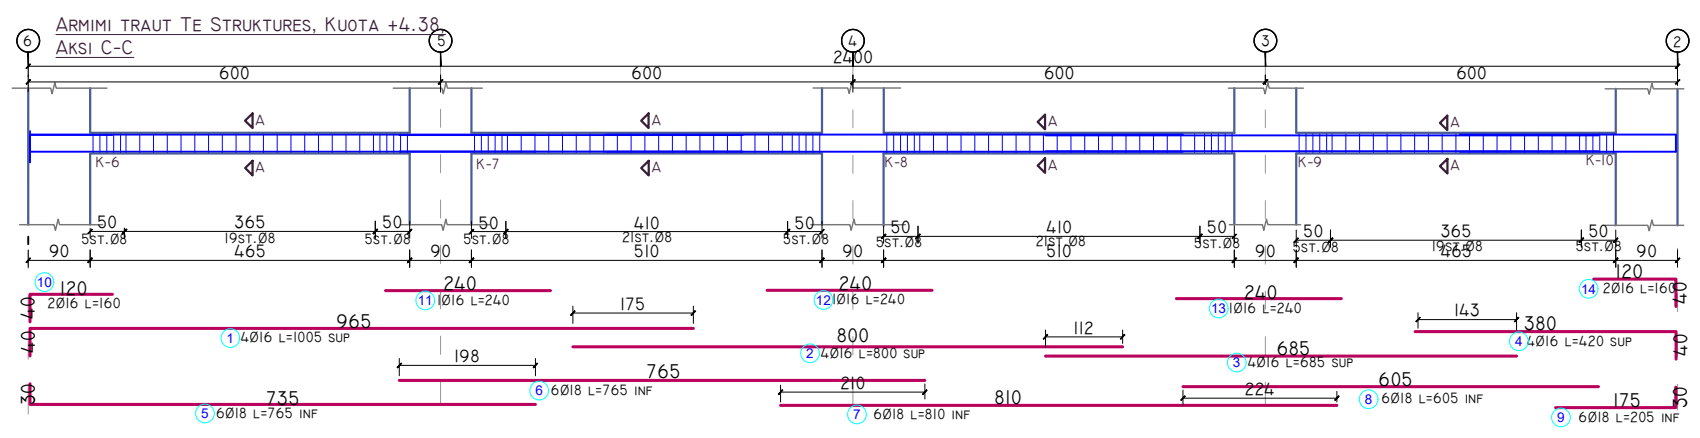 ARMIMI TRAUT TE STRUKTURES, KUOTA +4.38,
AKSI C-C
6 5 4 3 2
2400
600 600 600 600
A A A A
A A A A
K-6 K-7 K-8 K-9 K-10
50 365 50 50 410 50 50 410 50 50 365 50
5ST.Ø8 19ST.Ø8 5ST.Ø8 5ST.Ø8 21ST.Ø8 5ST.Ø8 5ST.Ø8 21ST.Ø8 5ST.Ø8 5ST.Ø8 19ST.Ø8 5ST.Ø8
90 465 90 510 90 510 90 465 90
10 120 40
2Ø16 L=160
240
11 1Ø16 L=240
240
12 1Ø16 L=240
240
13 1Ø16 L=240
120 40
14 2Ø16 L=160
965 40
1 4Ø16 L=1005 SUP
175
800
2 4Ø16 L=800 SUP
112
685
3 4Ø16 L=685 SUP
143
380 40
4 4Ø16 L=420 SUP
735 30
5 6Ø18 L=765 INF
198
765
6 6Ø18 L=765 INF
210
810
7 6Ø18 L=810 INF
224
605
8 6Ø18 L=605 INF
175 30
9 6Ø18 L=205 INF